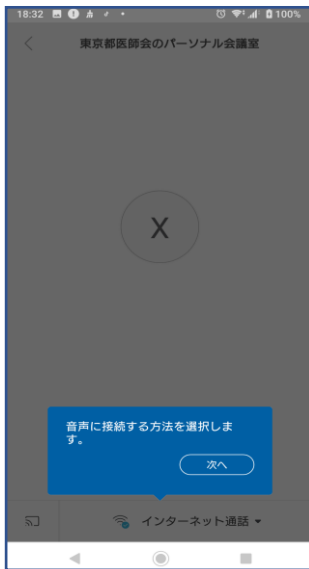 18:32 100%
東京都医師会のパーソナル会議室
X
音声に接続する方法を選択しま
す。
次へ
インターネット通話